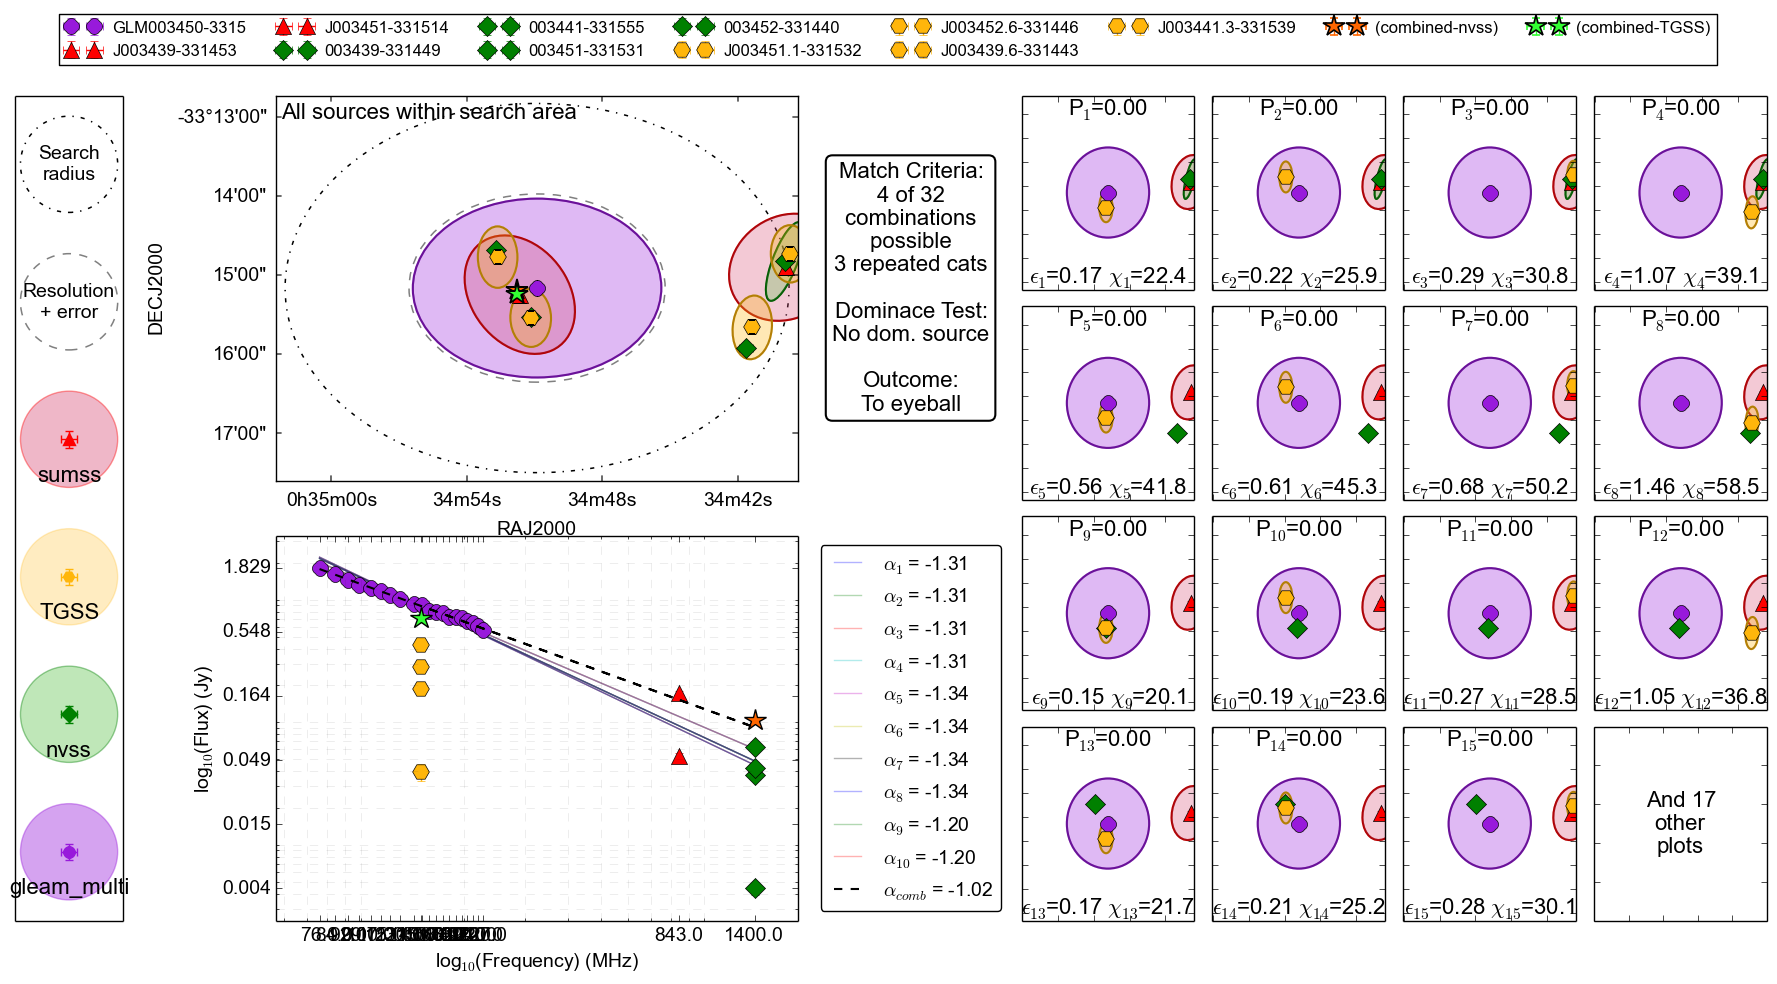 GLM003450-3315 J003451-331514 003441-331555 003452-331440 J003452.6-331446 J003441.3-331539 (combined-nvss) (combined-TGSS)
J003439-331453 003439-331449 003451-331531 J003451.1-331532 J003439.6-331443
Search
radius
Resolution
+ error
sumss
TGSS
nvss
gleam_multi
All sources within search area
-33°13'00"
14'00"
15'00"
16'00"
17'00"
DECJ2000
0h35m00s 34m54s 34m48s 34m42s
RAJ2000
Match Criteria:
4 of 32
combinations
possible
3 repeated cats
Dominace Test:
No dom. source
Outcome:
To eyeball
1.829
0.548
0.164
0.049
0.015
0.004
log10(Flux) (Jy)
843.0 1400.0
log10(Frequency) (MHz)
α1 = -1.31
α2 = -1.31
α3 = -1.31
α4 = -1.31
α5 = -1.34
α6 = -1.34
α7 = -1.34
α8 = -1.34
α9 = -1.20
α10 = -1.20
αcomb = -1.02
P1=0.00 P2=0.00 P3=0.00 P4=0.00
ϵ1=0.17 χ1=22.4 ϵ2=0.22 χ2=25.9 ϵ3=0.29 χ3=30.8 ϵ4=1.07 χ4=39.1
P5=0.00 P6=0.00 P7=0.00 P8=0.00
ϵ5=0.56 χ5=41.8 ϵ6=0.61 χ6=45.3 ϵ7=0.68 χ7=50.2 ϵ8=1.46 χ8=58.5
P9=0.00 P10=0.00 P11=0.00 P12=0.00
ϵ9=0.15 χ9=20.1 ϵ10=0.19 χ10=23.6 ϵ11=0.27 χ11=28.5 ϵ12=1.05 χ12=36.8
P13=0.00 P14=0.00 P15=0.00
ϵ13=0.17 χ13=21.7 ϵ14=0.21 χ14=25.2 ϵ15=0.28 χ15=30.1
And 17
other
plots